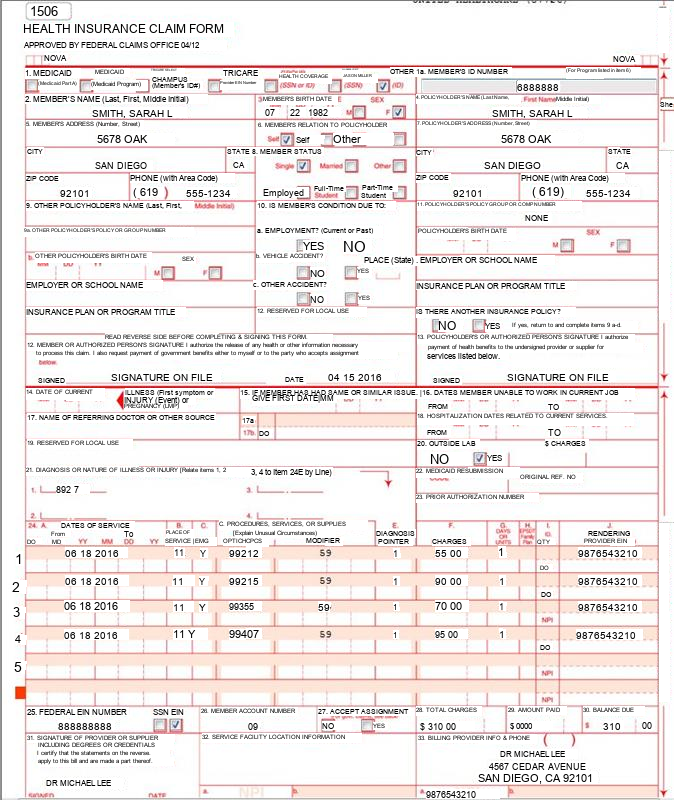 1506
HEALTH INSURANCE CLAIM FORM
APPROVED BY FEDERAL CLAIMS OFFICE 04/12
NOVA NOVA
1. MEDICAID MEDICAID CHAMPUS TRICARE HEALTH COVERAGE JASON MILLER OTHER 1a. MEMBER'S ID NUMBER (For Program listed in item 6)
(Medicaid Part A) (Medicaid Program) (Member's ID#) Provider EIN Number (SSN or ID) (SSN) (ID) 6888888
2. MEMBER'S NAME (Last, First, Middle Initial) 3 MEMBER'S BIRTH DATE SEX 4. POLICYHOLDER'S NAME (Last Name, First Name Middle Initial)
SMITH, SARAH L 07 22 1982 M F SMITH, SARAH L
She
5. MEMBER'S ADDRESS (Number, Street) 6. MEMBER'S RELATION TO POLICYHOLDER 7. POLICYHOLDER'S ADDRESS (Number, Street)
5678 OAK Self Self Other 5678 OAK
CITY STATE 8. MEMBER STATUS CITY STATE
SAN DIEGO CA Single Married Other SAN DIEGO CA
ZIP CODE PHONE (with Area Code) ZIP CODE PHONE (with Area Code)
92101 ( 619 ) 555-1234 Employed Full-Time Student Part-Time Student 92101 ( 619) 555-1234
9. OTHER POLICYHOLDER'S NAME (Last, First, Middle Initial) 10. IS MEMBER'S CONDITION DUE TO: 11. POLICYHOLDER'S POLICY GROUP OR COMP NUMBER
NONE
9a. OTHER POLICYHOLDER'S POLICY OR GROUP NUMBER a. EMPLOYMENT? (Current or Past) POLICYHOLDER'S BIRTH DATE SEX
YES NO M F
b. OTHER POLICYHOLDER'S BIRTH DATE SEX b. VEHICLE ACCIDENT? PLACE (State) . EMPLOYER OR SCHOOL NAME
MM DD YY M F NO YES
EMPLOYER OR SCHOOL NAME c. OTHER ACCIDENT? INSURANCE PLAN OR PROGRAM TITLE
NO YES
INSURANCE PLAN OR PROGRAM TITLE 12. RESERVED FOR LOCAL USE IS THERE ANOTHER INSURANCE POLICY?
NO YES If yes, return to and complete items 9 a-d.
READ REVERSE SIDE BEFORE COMPLETING & SIGNING THIS FORM.
12. MEMBER OR AUTHORIZED PERSON'S SIGNATURE I authorize the release of any health or other information necessary
to process this claim. I also request payment of government benefits either to myself or to the party who accepts assignment
below.
13. POLICYHOLDER'S OR AUTHORIZED PERSON'S SIGNATURE I authorize
payment of health benefits to the undersigned provider or supplier for
services listed below.
SIGNED SIGNATURE ON FILE DATE 04 15 2016 SIGNED SIGNATURE ON FILE
14. DATE OF CURRENT ILLNESS (First symptom or 15. IF MEMBER HAS HAD SAME OR SIMILAR ISSUE. 16. DATES MEMBER UNABLE TO WORK IN CURRENT JOB
INJURY (Event) or GIVE FIRST DATE MM
PREGNANCY (LMP) FROM TO
17. NAME OF REFERRING DOCTOR OR OTHER SOURCE 17a 18. HOSPITALIZATION DATES RELATED TO CURRENT SERVICES.
17b. DO FROM TO
19. RESERVED FOR LOCAL USE 20. OUTSIDE LAB $ CHARGES
NO YES
21. DIAGNOSIS OR NATURE OF ILLNESS OR INJURY (Relate items 1, 2 3, 4 to Item 24E by Line) 22. MEDICAID RESUBMISSION
CODE ORIGINAL REF. NO
1. 892 7 3.
23. PRIOR AUTHORIZATION NUMBER
2. 4.
24. A. DATES OF SERVICE B. C. C. PROCEDURES, SERVICES, OR SUPPLIES E. F. G. H. I. J.
From To PLACE OF (Explain Unusual Circumstances) DIAGNOSIS DAYS OR UNITS EPSDT Family Plan ID. RENDERING
DO MD YY MM DD YY SERVICE EMG OPT/CHCPCS MODIFIER POINTER CHARGES QTY PROVIDER EIN
1 06 18 2016 11 Y 99212 59 1 55 00 1 9876543210
DO
2 06 18 2016 11 Y 99215 59 1 90 00 1 9876543210
DO
3 06 18 2016 11 Y 99355 59 1 70 00 1 9876543210
NPI
4 06 18 2016 11 Y 99407 59 1 95 00 1 9876543210
DO
5
NPI
NPI
25. FEDERAL EIN NUMBER SSN EIN 26. MEMBER ACCOUNT NUMBER 27. ACCEPT ASSIGNMENT 28. TOTAL CHARGES 29. AMOUNT PAID 30. BALANCE DUE
888888888 09 NO YES $ 310 00 $ 0000 $ 310 00
31. SIGNATURE OF PROVIDER OR SUPPLIER 32. SERVICE FACILITY LOCATION INFORMATION 33. BILLING PROVIDER INFO & PHONE ( )
INCLUDING DEGREES OR CREDENTIALS
I certify that the statements on the reverse.
apply to this bill and are made a part thereof.
DR MICHAEL LEE
4567 CEDAR AVENUE
SAN DIEGO, CA 92101
DR MICHAEL LEE
SIGNED DATE a. NPI b. a. 9876543210 b.